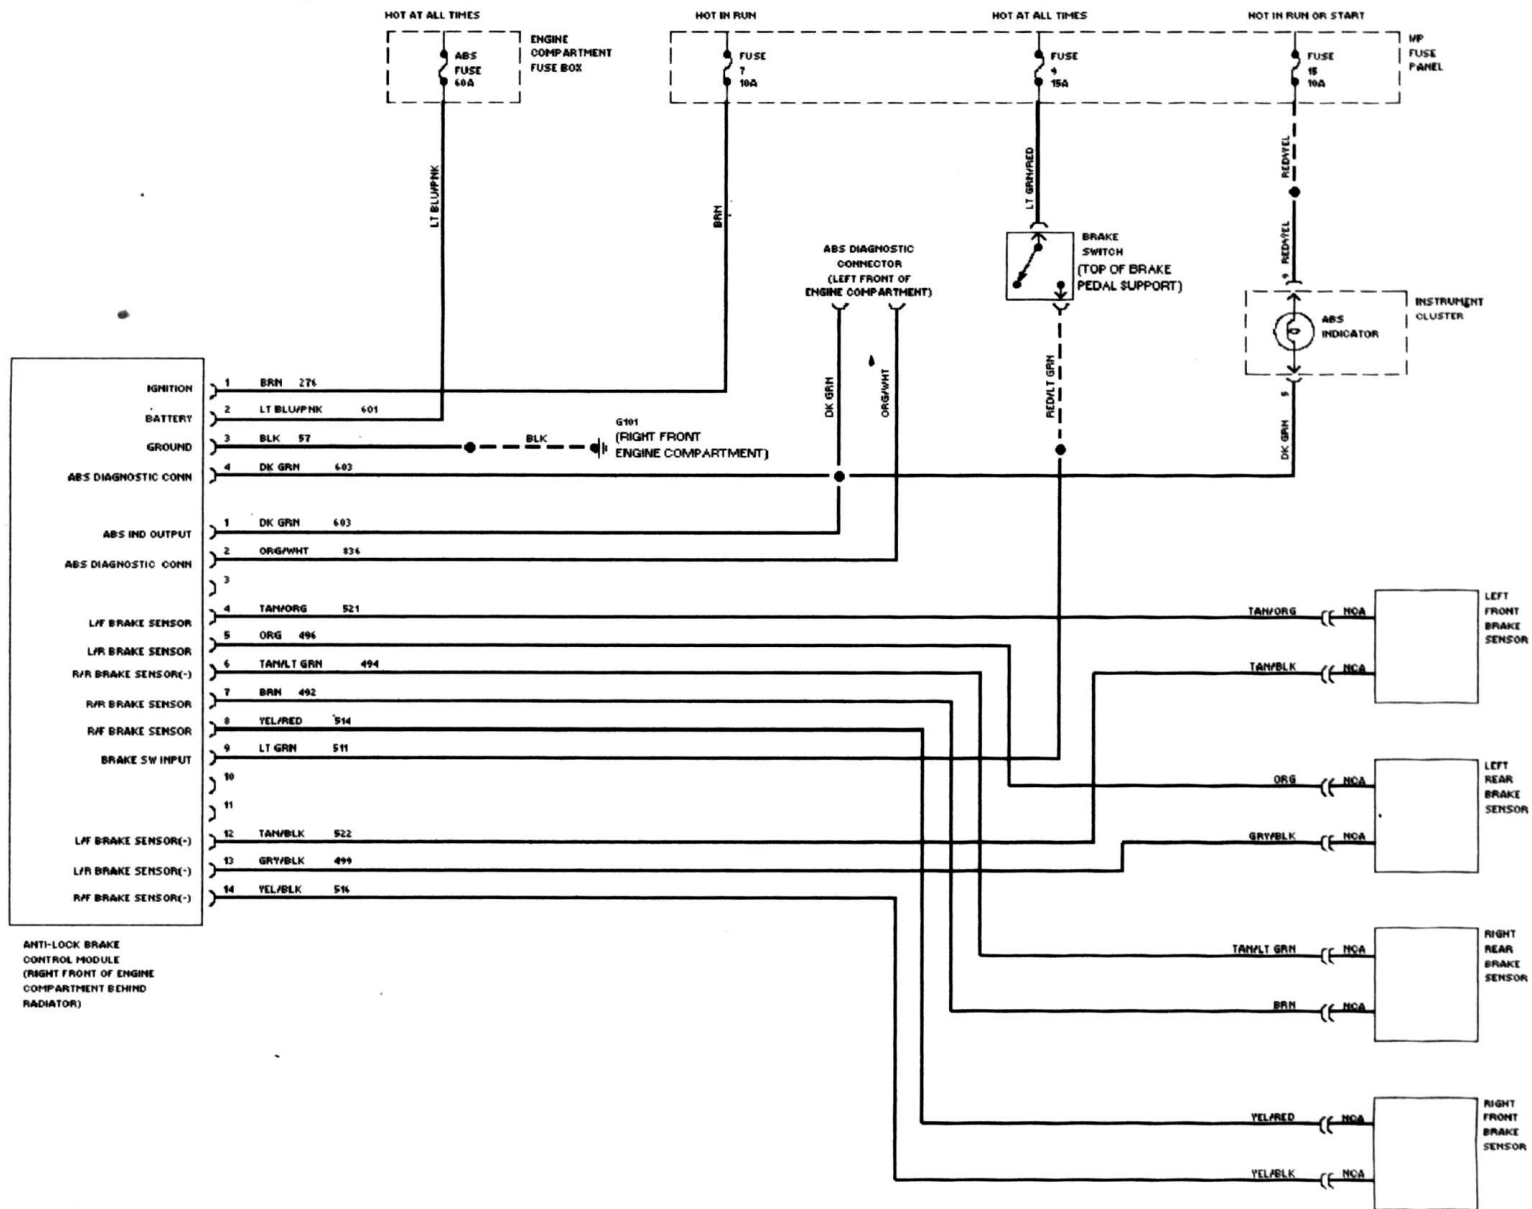 HOT AT ALL TIMES
HOT IN RUN
HOT AT ALL TIMES
HOT IN RUN OR START
ABS
FUSE
60A
ENGINE
COMPARTMENT
FUSE BOX
FUSE
7
10A
FUSE
9
15A
FUSE
15
10A
I/P
FUSE
PANEL
LT BLU/PNK
BRN
LT GRN/RED
RED/YEL
RED/YEL
9
ABS DIAGNOSTIC
CONNECTOR
(LEFT FRONT OF
ENGINE COMPARTMENT)
BRAKE
SWITCH
(TOP OF BRAKE
PEDAL SUPPORT)
INSTRUMENT
CLUSTER
ABS
INDICATOR
DK GRN
ORG/WHT
RED/LT GRN
5
DK GRN
G101
(RIGHT FRONT
ENGINE COMPARTMENT)
IGNITION 1 BRN 276
BATTERY 2 LT BLU/PNK 601
GROUND 3 BLK 57 BLK
ABS DIAGNOSTIC CONN 4 DK GRN 603
ABS IND OUTPUT 1 DK GRN 603
ABS DIAGNOSTIC CONN 2 ORG/WHT 836
3
L/F BRAKE SENSOR 4 TAN/ORG 521
L/R BRAKE SENSOR 5 ORG 496
R/R BRAKE SENSOR(-) 6 TAN/LT GRN 494
R/R BRAKE SENSOR 7 BRN 492
R/F BRAKE SENSOR 8 YEL/RED 514
BRAKE SW INPUT 9 LT GRN 511
10
11
L/F BRAKE SENSOR(-) 12 TAN/BLK 522
L/R BRAKE SENSOR(-) 13 GRY/BLK 499
R/F BRAKE SENSOR(-) 14 YEL/BLK 516
ANTI-LOCK BRAKE
CONTROL MODULE
(RIGHT FRONT OF ENGINE
COMPARTMENT BEHIND
RADIATOR)
TAN/ORG NCA
TAN/BLK NCA
LEFT
FRONT
BRAKE
SENSOR
ORG NCA
GRY/BLK NCA
LEFT
REAR
BRAKE
SENSOR
TAN/LT GRN NCA
BRN NCA
RIGHT
REAR
BRAKE
SENSOR
YEL/RED NCA
YEL/BLK NCA
RIGHT
FRONT
BRAKE
SENSOR